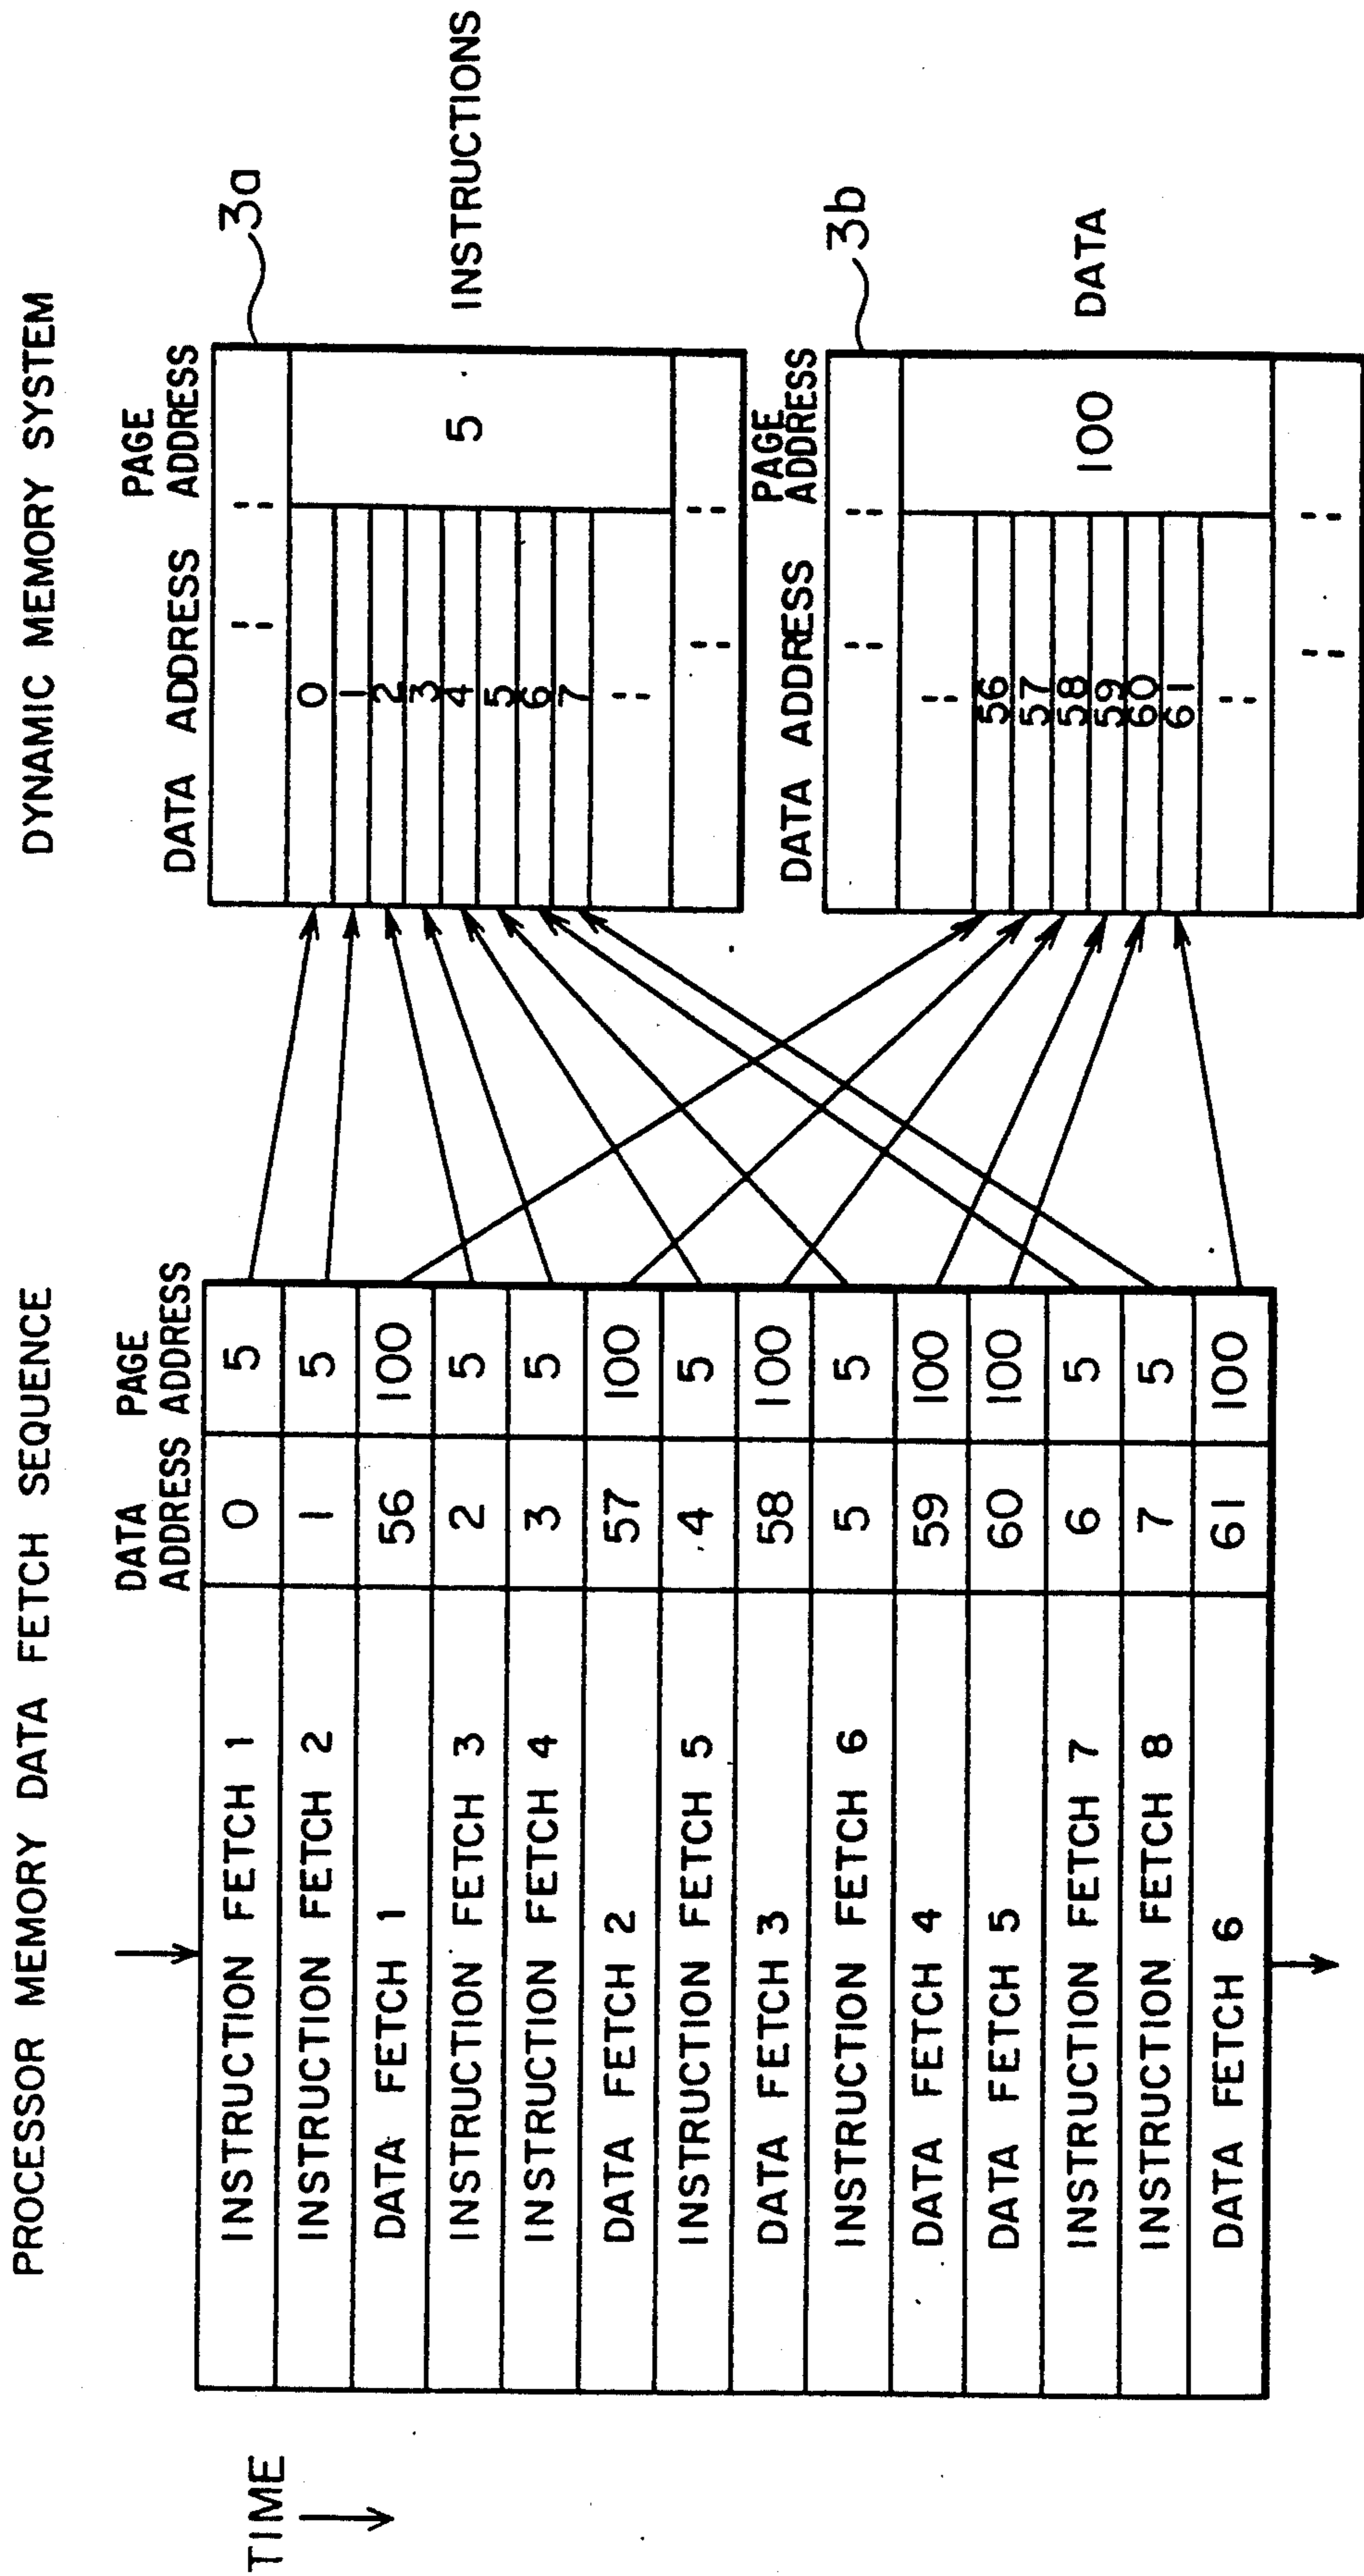 PROCESSOR MEMORY DATA FETCH SEQUENCE
TIME
DATA ADDRESS PAGE ADDRESS
INSTRUCTION FETCH 1 0 5
INSTRUCTION FETCH 2 1 5
DATA FETCH 1 56 100
INSTRUCTION FETCH 3 2 5
INSTRUCTION FETCH 4 3 5
DATA FETCH 2 57 100
INSTRUCTION FETCH 5 4 5
DATA FETCH 3 58 100
INSTRUCTION FETCH 6 5 5
DATA FETCH 4 59 100
DATA FETCH 5 60 100
INSTRUCTION FETCH 7 6 5
INSTRUCTION FETCH 8 7 5
DATA FETCH 6 61 100
DYNAMIC MEMORY SYSTEM
DATA ADDRESS PAGE ADDRESS
3a
0
1
2
3
4
5
6
7
5
INSTRUCTIONS
DATA ADDRESS PAGE ADDRESS
3b
56
57
58
59
60
61
100
DATA